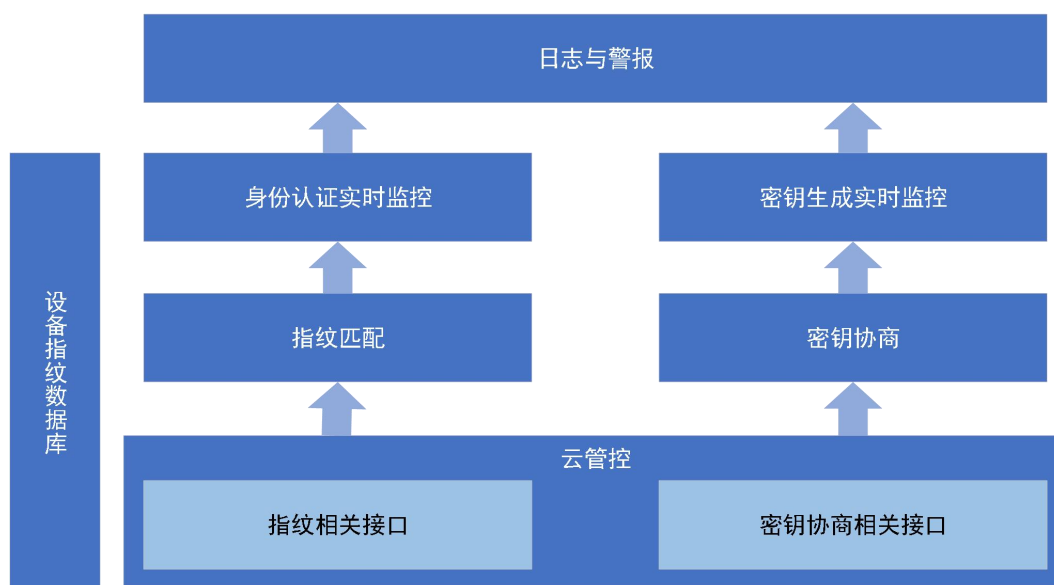 日志与警报
身份认证实时监控
密钥生成实时监控
设备指纹数据库
指纹匹配
密钥协商
云管控
指纹相关接口
密钥协商相关接口